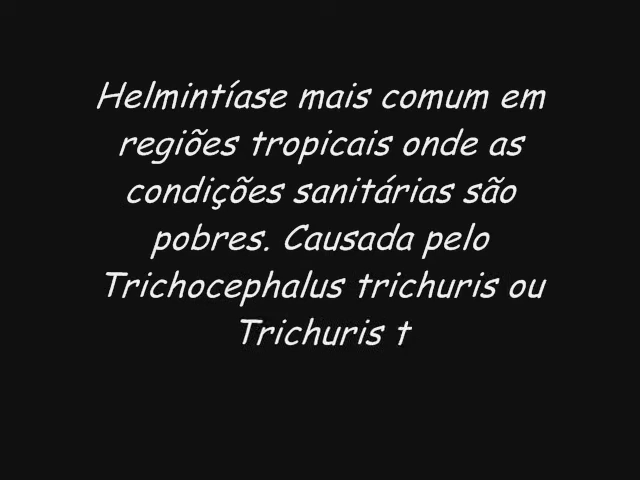 Helmintíase mais comum em
regiões tropicais onde as
condições sanitárias são
pobres. Causada pelo
Trichocephalus trichuris ou
Trichuris t